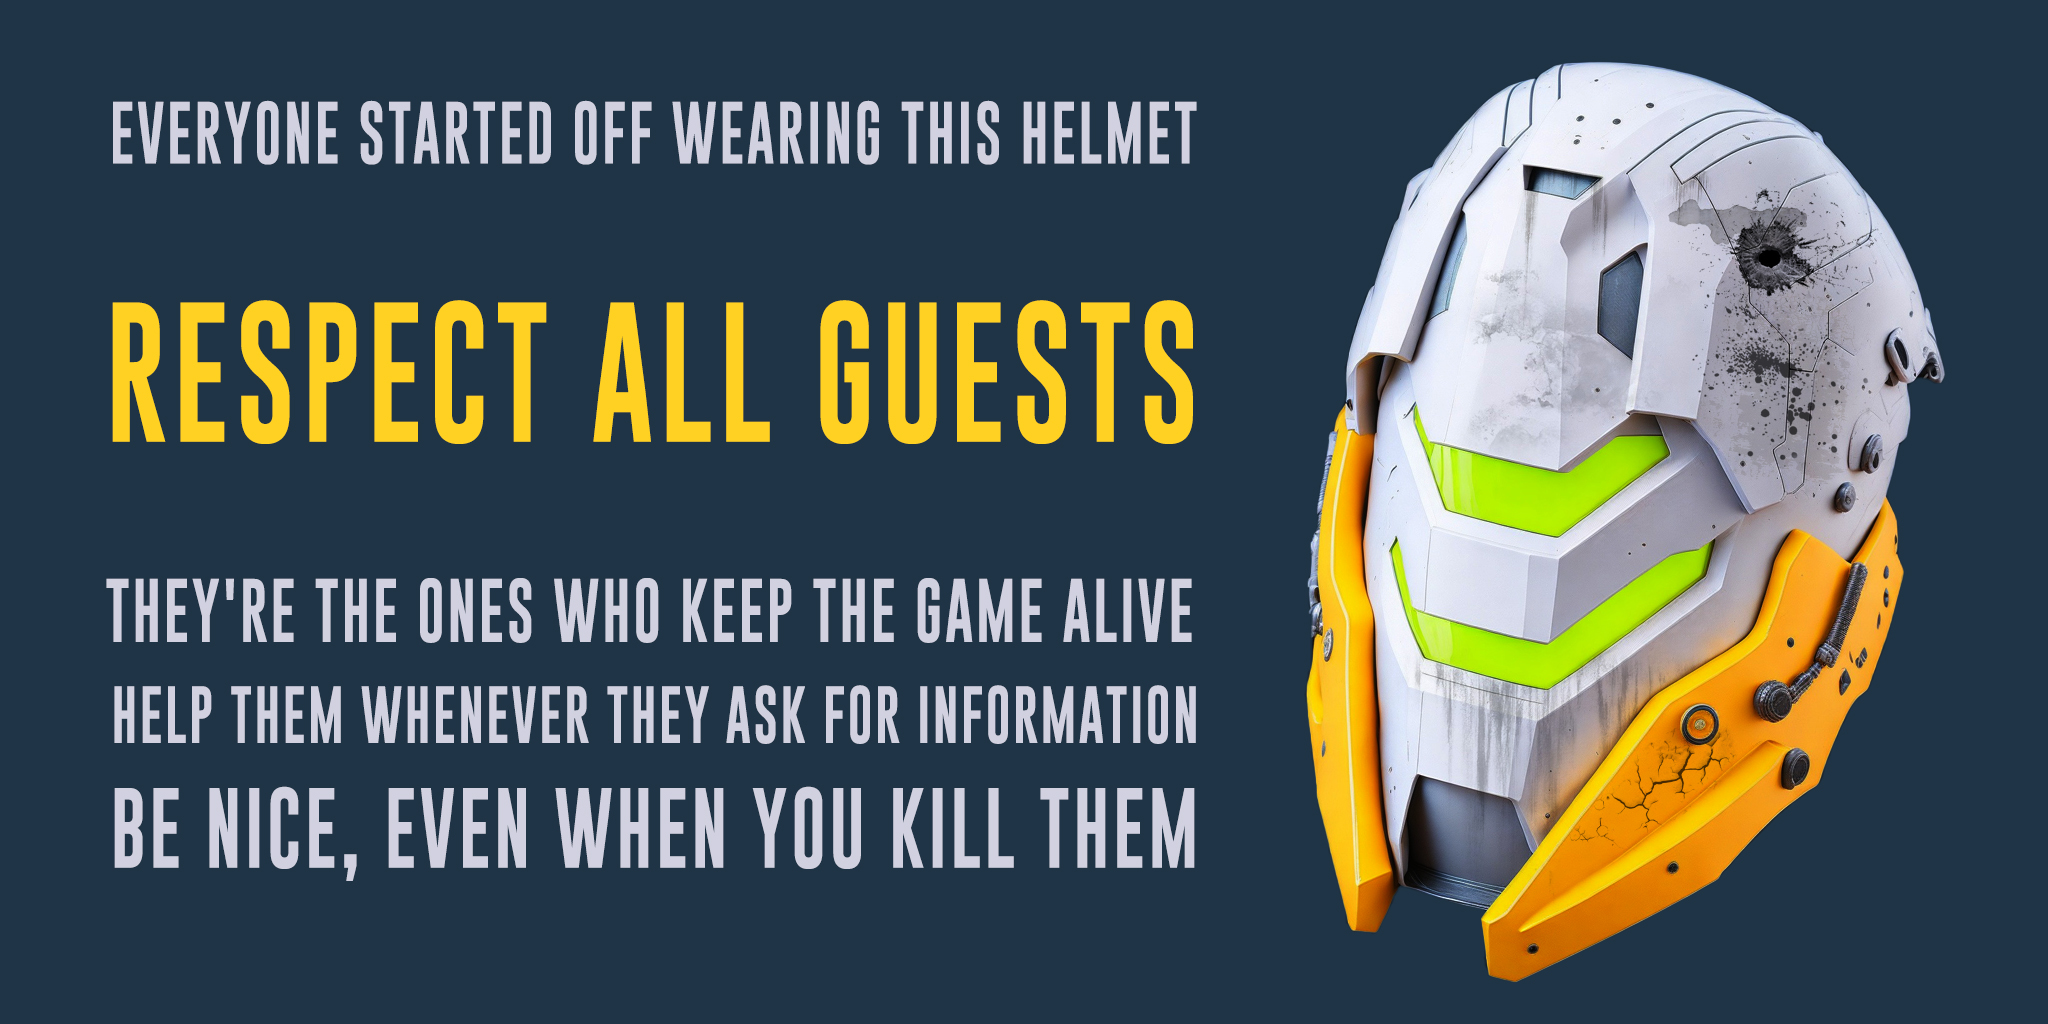 EVERYONE STARTED OFF WEARING THIS HELMET
RESPECT ALL GUESTS
THEY'RE THE ONES WHO KEEP THE GAME ALIVE
HELP THEM WHENEVER THEY ASK FOR INFORMATION
BE NICE, EVEN WHEN YOU KILL THEM